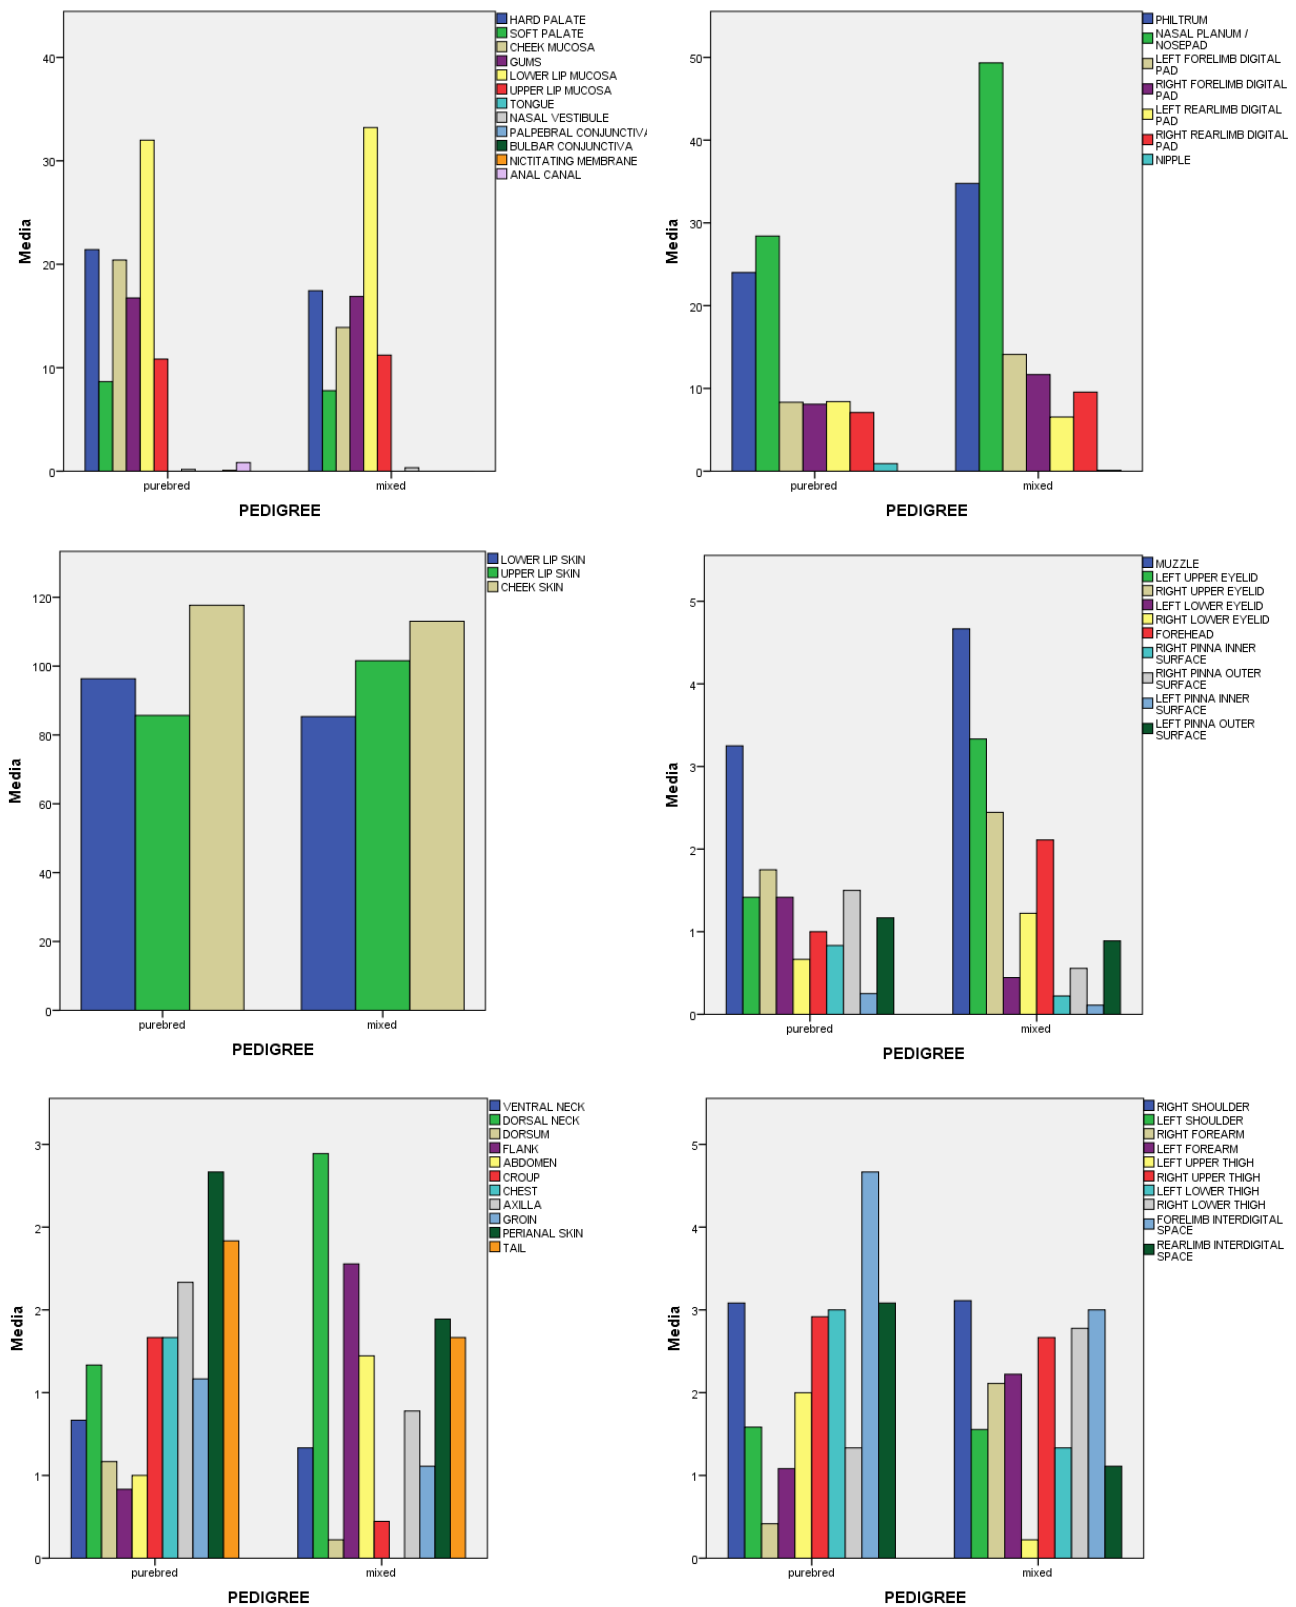 HARD PALATE
SOFT PALATE
CHEEK MUCOSA
GUMS
LOWER LIP MUCOSA
UPPER LIP MUCOSA
TONGUE
NASAL VESTIBULE
PALPEBRAL CONJUNCTIVA
BULBAR CONJUNCTIVA
NICTITATING MEMBRANE
ANAL CANAL
40
30
20
10
0
Media
purebred
mixed
PEDIGREE
PHILTRUM
NASAL PLANUM /
NOSEPAD
LEFT FORELIMB DIGITAL
PAD
RIGHT FORELIMB DIGITAL
PAD
LEFT REARLIMB DIGITAL
PAD
RIGHT REARLIMB DIGITAL
PAD
NIPPLE
50
40
30
20
10
0
Media
purebred
mixed
PEDIGREE
LOWER LIP SKIN
UPPER LIP SKIN
CHEEK SKIN
120
100
80
60
40
20
0
Media
purebred
mixed
PEDIGREE
MUZZLE
LEFT UPPER EYELID
RIGHT UPPER EYELID
LEFT LOWER EYELID
RIGHT LOWER EYELID
FOREHEAD
RIGHT PINNA INNER
SURFACE
RIGHT PINNA OUTER
SURFACE
LEFT PINNA INNER
SURFACE
LEFT PINNA OUTER
SURFACE
5
4
3
2
1
0
Media
purebred
mixed
PEDIGREE
VENTRAL NECK
DORSAL NECK
DORSUM
FLANK
ABDOMEN
CROUP
CHEST
AXILLA
GROIN
PERIANAL SKIN
TAIL
3
2
2
1
1
0
Media
purebred
mixed
PEDIGREE
RIGHT SHOULDER
LEFT SHOULDER
RIGHT FOREARM
LEFT FOREARM
LEFT UPPER THIGH
RIGHT UPPER THIGH
LEFT LOWER THIGH
RIGHT LOWER THIGH
FORELIMB INTERDIGITAL
SPACE
REARLIMB INTERDIGITAL
SPACE
5
4
3
2
1
0
Media
purebred
mixed
PEDIGREE